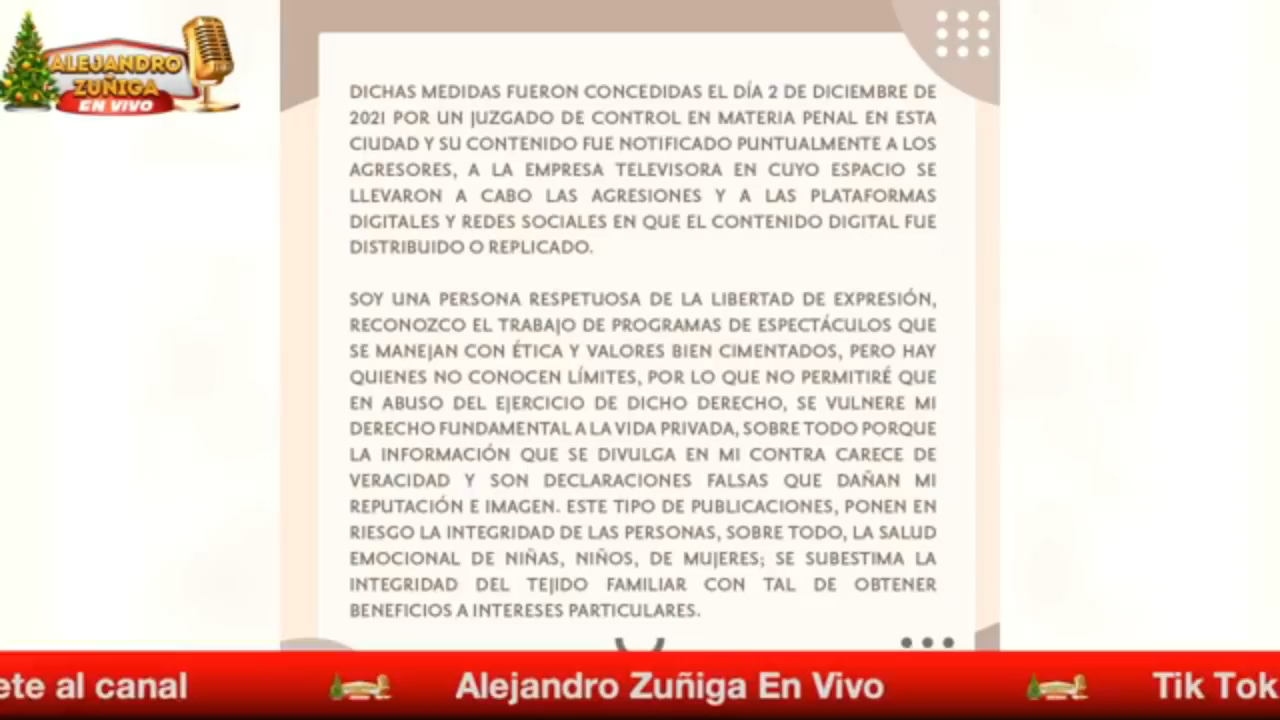 ALEJANDRO
ZUÑIGA
EN VIVO
DICHAS MEDIDAS FUERON CONCEDIDAS EL DÍA 2 DE DICIEMBRE DE
2021 POR UN JUZGADO DE CONTROL EN MATERIA PENAL EN ESTA
CIUDAD Y SU CONTENIDO FUE NOTIFICADO PUNTUALMENTE A LOS
AGRESORES, A LA EMPRESA TELEVISORA EN CUYO ESPACIO SE
LLEVARON A CABO LAS AGRESIONES Y A LAS PLATAFORMAS
DIGITALES Y REDES SOCIALES EN QUE EL CONTENIDO DIGITAL FUE
DISTRIBUIDO O REPLICADO.
SOY UNA PERSONA RESPETUOSA DE LA LIBERTAD DE EXPRESIÓN,
RECONOZCO EL TRABAJO DE PROGRAMAS DE ESPECTÁCULOS QUE
SE MANEJAN CON ÉTICA Y VALORES BIEN CIMENTADOS, PERO HAY
QUIENES NO CONOCEN LÍMITES, POR LO QUE NO PERMITIRÉ QUE
EN ABUSO DEL EJERCICIO DE DICHO DERECHO, SE VULNERE MI
DERECHO FUNDAMENTAL A LA VIDA PRIVADA, SOBRE TODO PORQUE
LA INFORMACIÓN QUE SE DIVULGA EN MI CONTRA CARECE DE
VERACIDAD Y SON DECLARACIONES FALSAS QUE DAÑAN MI
REPUTACIÓN E IMAGEN. ESTE TIPO DE PUBLICACIONES, PONEN EN
RIESGO LA INTEGRIDAD DE LAS PERSONAS, SOBRE TODO, LA SALUD
EMOCIONAL DE NIÑAS, NIÑOS, DE MUJERES; SE SUBESTIMA LA
INTEGRIDAD DEL TEJIDO FAMILIAR CON TAL DE OBTENER
BENEFICIOS A INTERESES PARTICULARES.
ete al canal Alejandro Zuñiga En Vivo Tik Tok